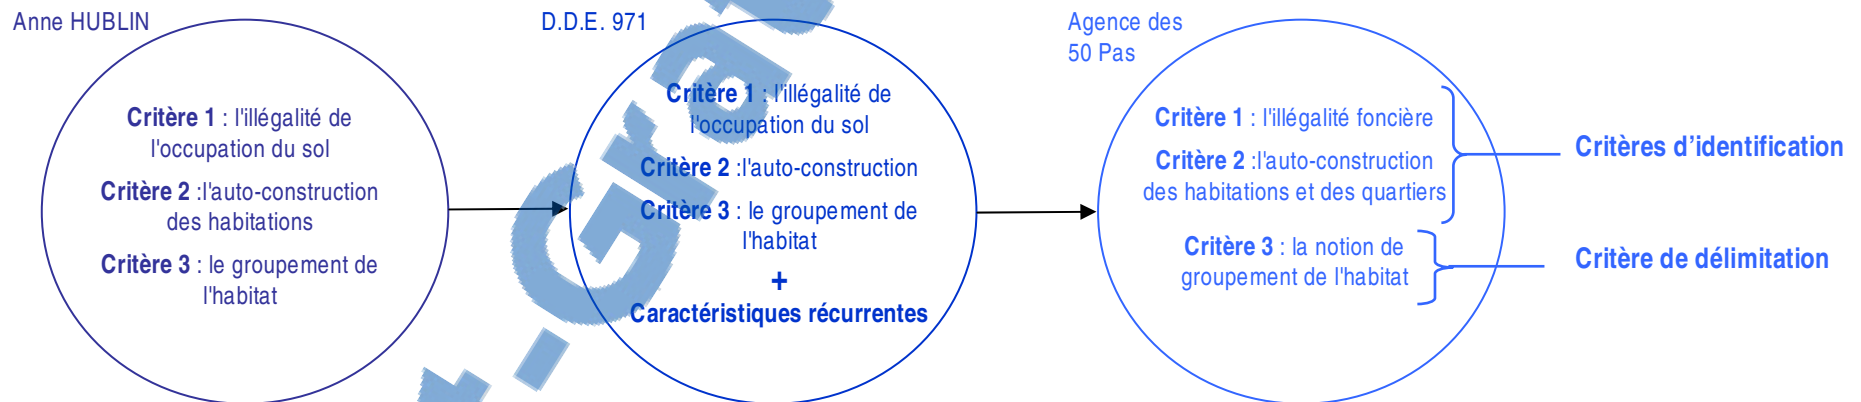 Anne HUBLIN
Critère 1 : l'illégalité de
l'occupation du sol
Critère 2 :l'auto-construction
des habitations
Critère 3 : le groupement de
l'habitat
D.D.E. 971
Critère 1 : l'illégalité de
l'occupation du sol
Critère 2 :l'auto-construction
Critère 3 : le groupement de
l'habitat
+
Caractéristiques récurrentes
Agence des
50 Pas
Critère 1 : l'illégalité foncière
Critère 2 :l'auto-construction
des habitations et des quartiers
Critère 3 : la notion de
groupement de l'habitat
Critères d’identification
Critère de délimitation